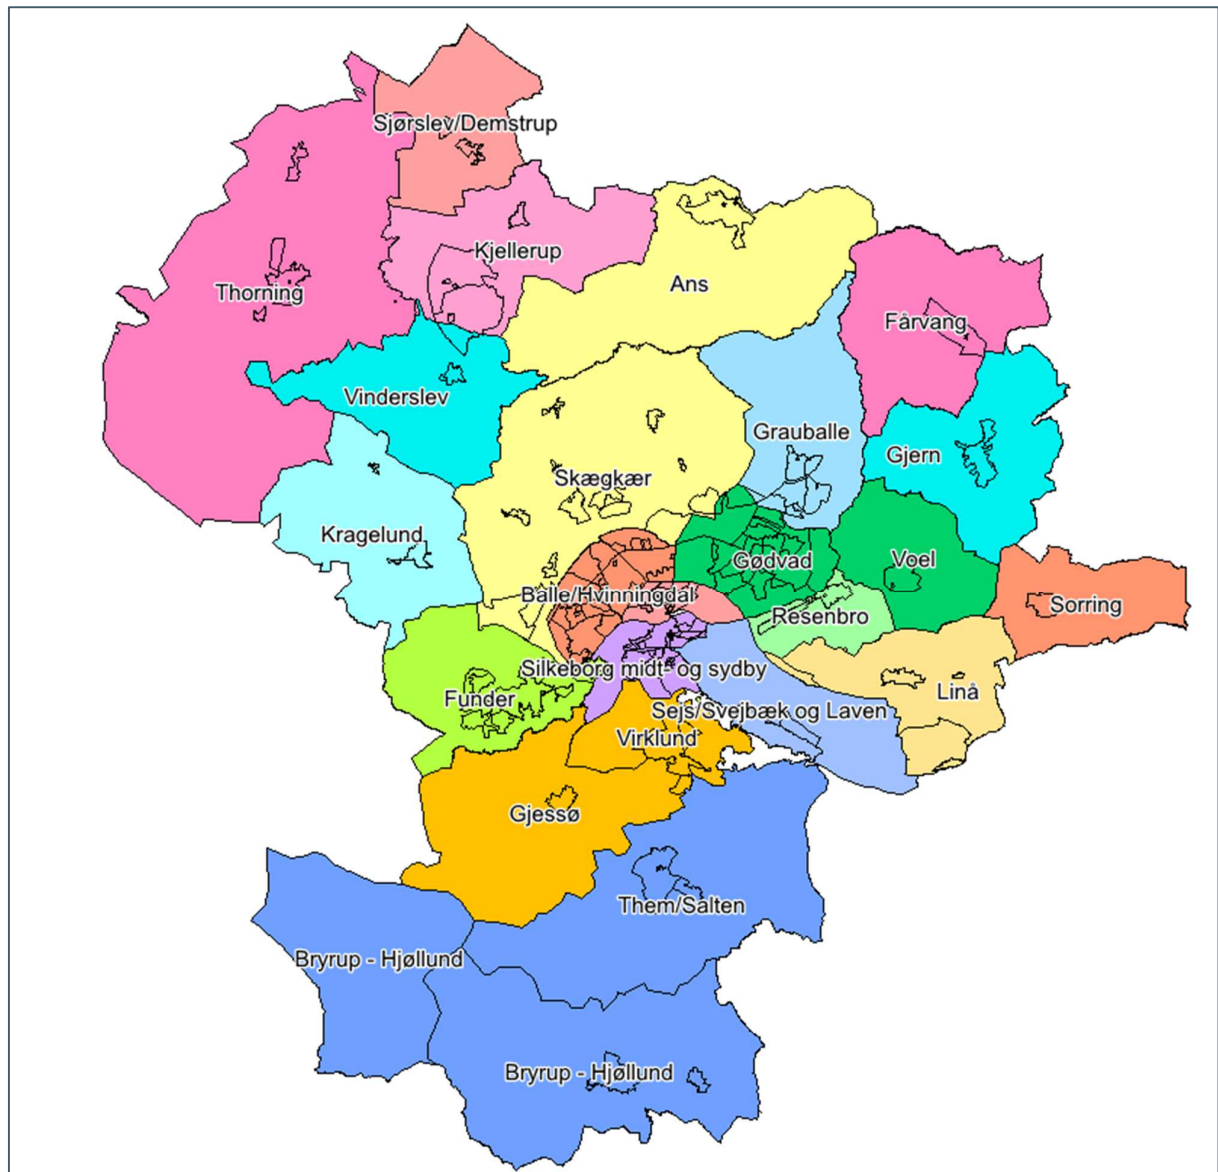 Sjørslev/Demstrup
Kjellerup
Ans
Thorning
Fårvang
Vinderslev
Grauballe
Gjern
Skægkær
Kragelund
Gødvad
Voel
Balle/Hvinningdal
Resenbro
Sorring
Silkeborg midt- og sydby
Funder
Linå
Sejs/Svejbæk og Laven
Virklund
Gjessø
Them/Salten
Bryrup - Hjøllund
Bryrup - Hjøllund